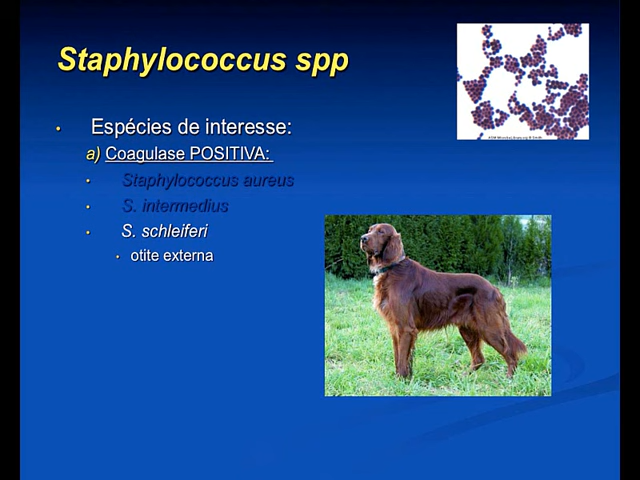 Staphylococcus spp
• Espécies de interesse:
a) Coagulase POSITIVA:
• Staphylococcus aureus
• S. intermedius
• S. schleiferi
• otite externa